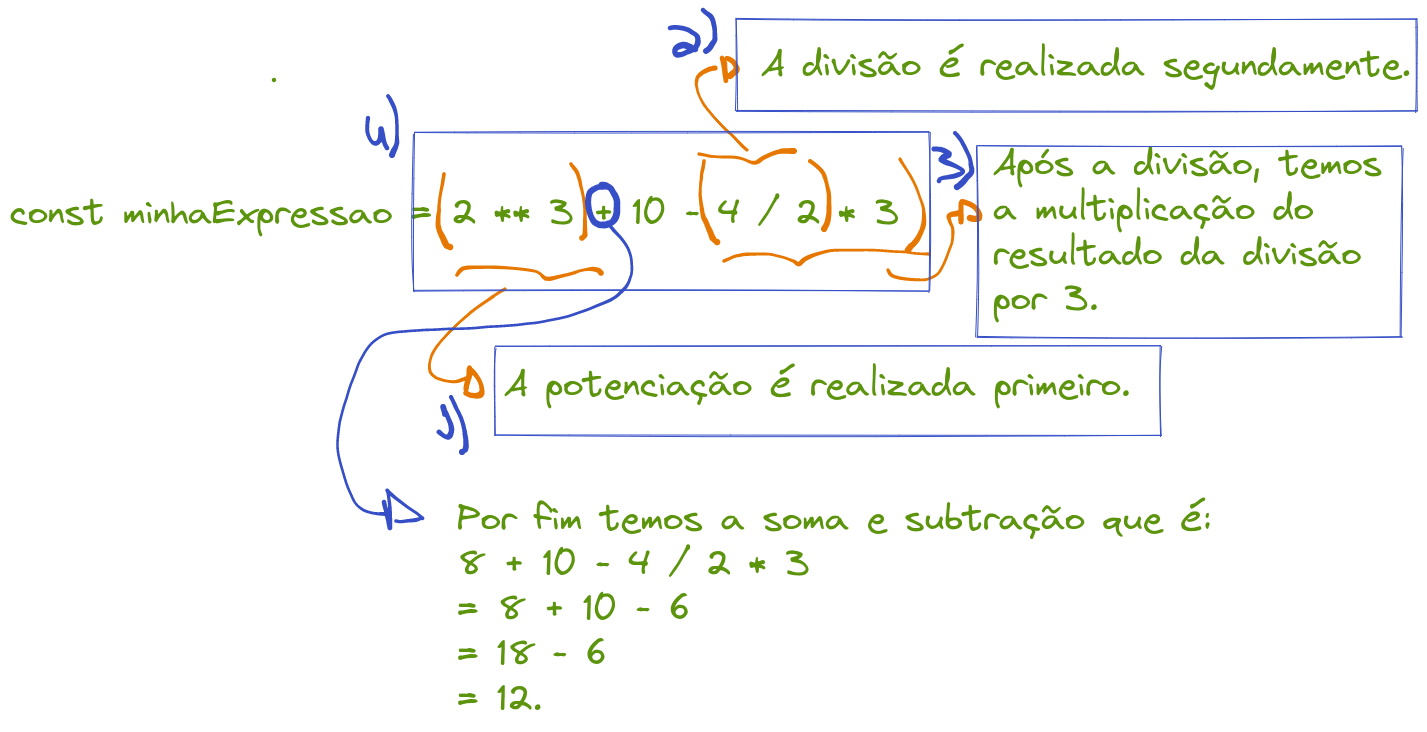 2)
A divisão é realizada segundamente.
4)
3)
const minhaExpressao = (2 ** 3) + 10 - (4 / 2) * 3 )
Após a divisão, temos
a multiplicação do
resultado da divisão
por 3.
1)
A potenciação é realizada primeiro.
Por fim temos a soma e subtração que é:
8 + 10 - 4 / 2 * 3
= 8 + 10 - 6
= 18 - 6
= 12.